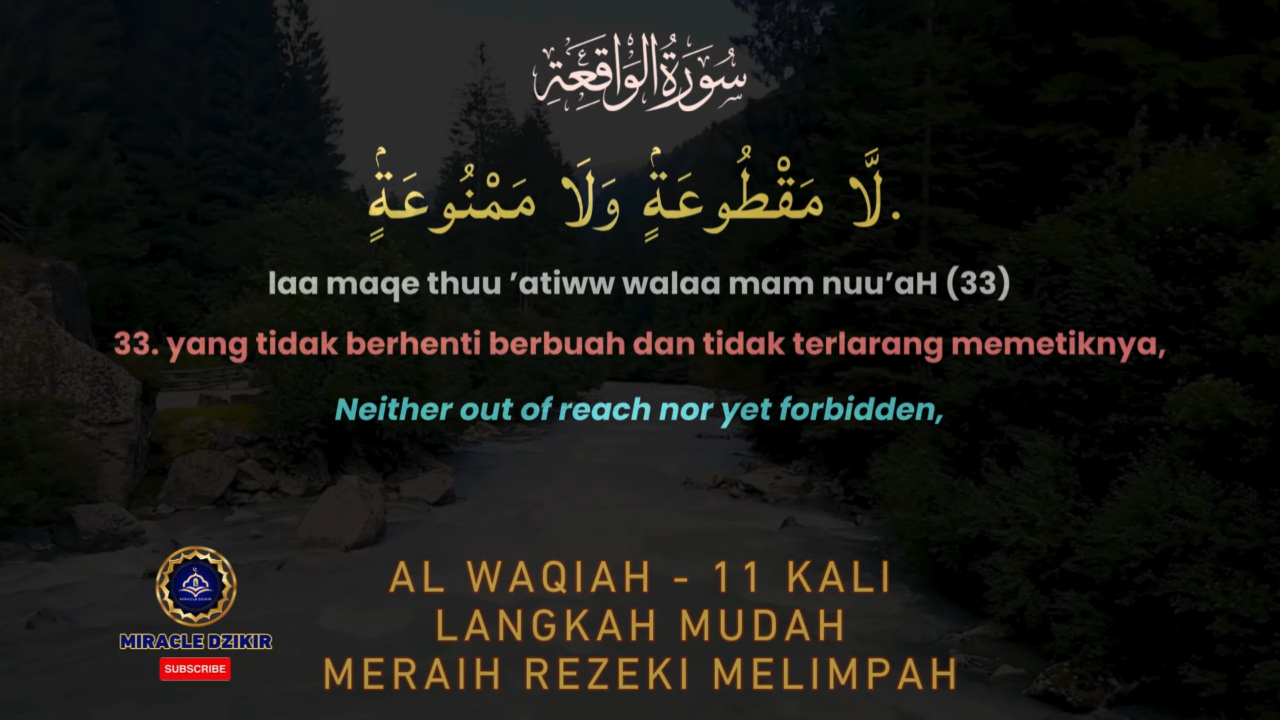 سُورَةُ الْوَاقِعَةِ
لَّا مَقْطُوعَةٍۢ وَلَا مَمْنُوعَةٍۢ.
laa maqe thuu ’atiww walaa mam nuu’aH (33)
33. yang tidak berhenti berbuah dan tidak terlarang memetiknya,
Neither out of reach nor yet forbidden,
AL WAQIAH - 11 KALI
LANGKAH MUDAH
MERAIH REZEKI MELIMPAH
MIRACLE DZIKIR
MIRACLE DZIKIR
SUBSCRIBE